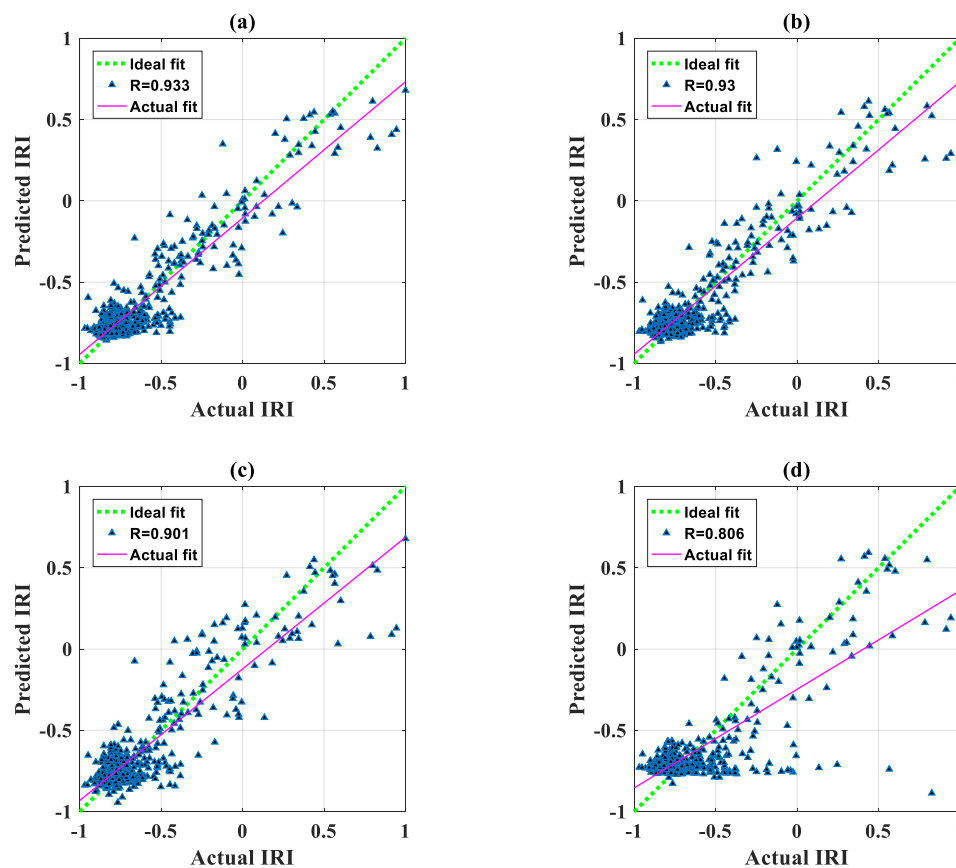 (a)
Ideal fit
R=0.933
Actual fit
1
0.5
0
-0.5
-1
Predicted IRI
-1
-0.5
0
0.5
1
Actual IRI
(b)
Ideal fit
R=0.93
Actual fit
1
0.5
0
-0.5
-1
Predicted IRI
-1
-0.5
0
0.5
Actual IRI
(c)
Ideal fit
R=0.901
Actual fit
1
0.5
0
-0.5
-1
Predicted IRI
-1
-0.5
0
0.5
1
Actual IRI
(d)
Ideal fit
R=0.806
Actual fit
1
0.5
0
-0.5
-1
Predicted IRI
-1
-0.5
0
0.5
Actual IRI